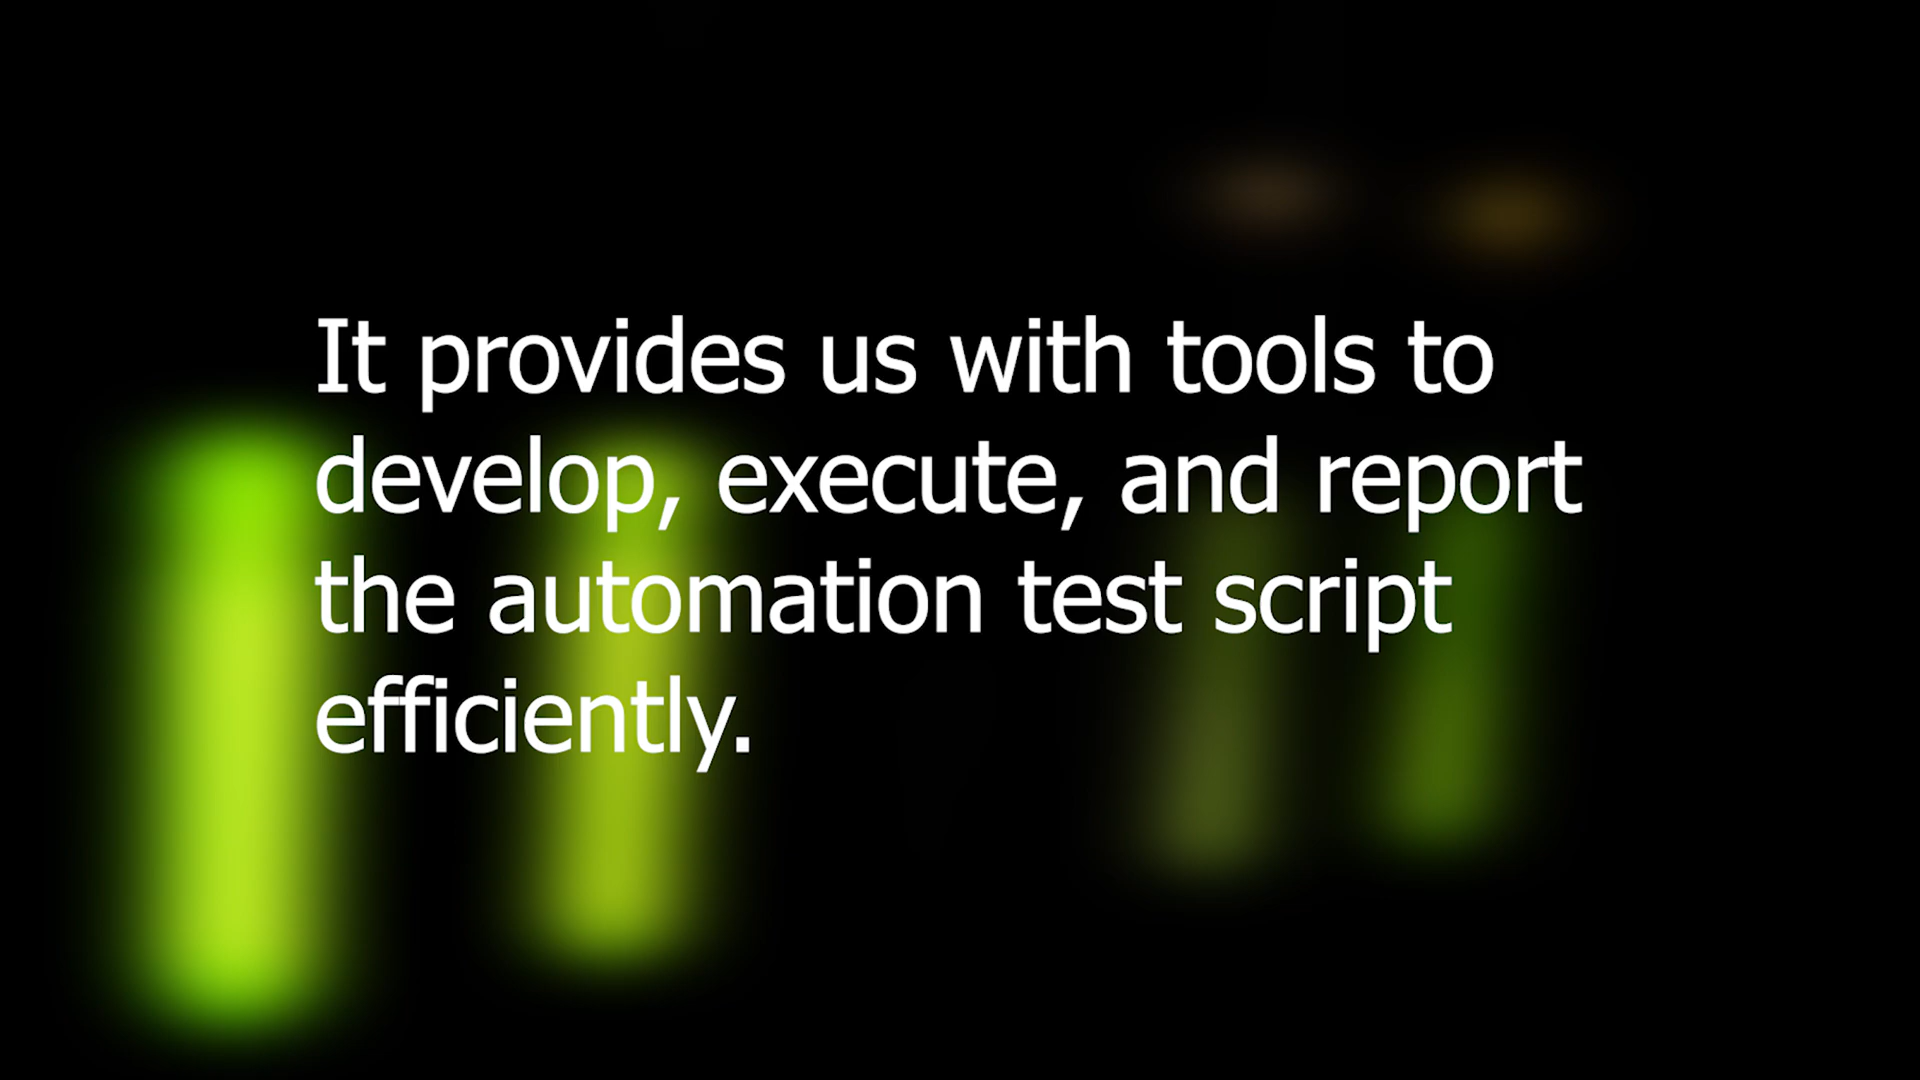 It provides us with tools to
develop, execute, and report
the automation test script
efficiently.